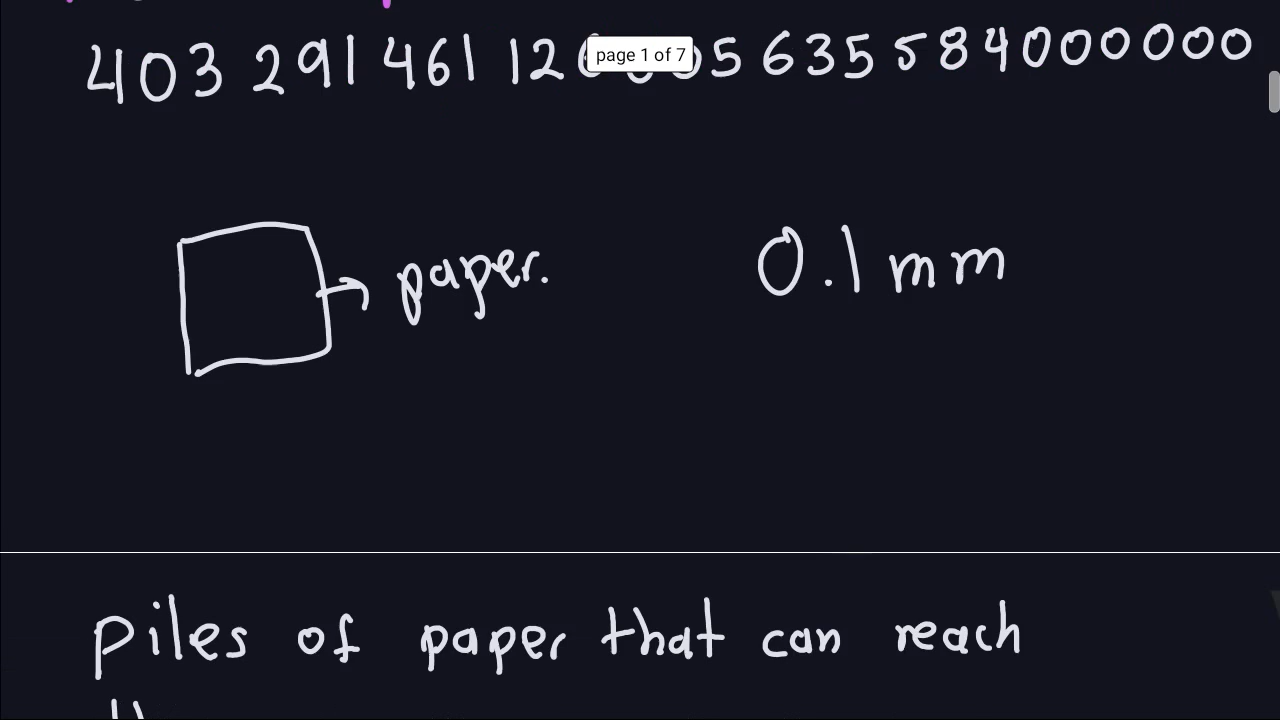 403 291 461 12 5 635 584000000
page 1 of 7
paper.
0.1 mm
piles of paper that can reach